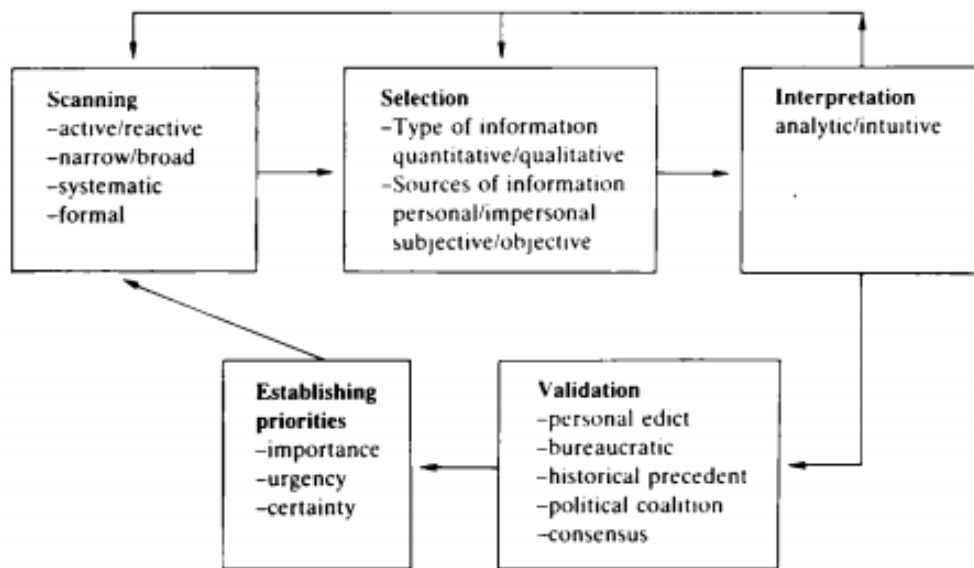 Scanning
–active/reactive
–narrow/broad
–systematic
–formal
Selection
–Type of information
quantitative/qualitative
–Sources of information
personal/impersonal
subjective/objective
Interpretation
analytic/intuitive
Establishing
priorities
–importance
–urgency
–certainty
Validation
–personal edict
–bureaucratic
–historical precedent
–political coalition
–consensus